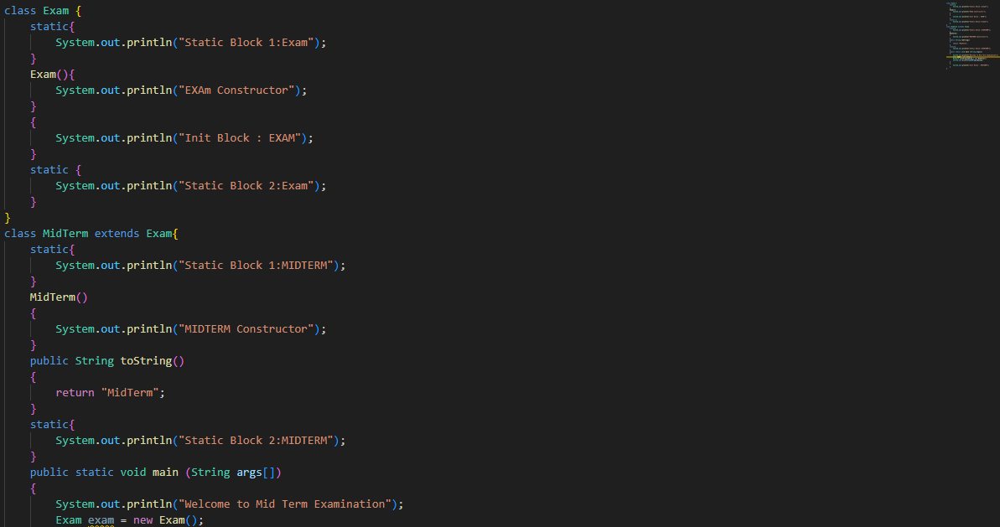 class Exam {
    static{
        System.out.println("Static Block 1:Exam");
    }
    Exam(){
        System.out.println("EXAm Constructor");
    }
    {
        System.out.println("Init Block : EXAM");
    }
    static {
        System.out.println("Static Block 2:Exam");
    }
}
class MidTerm extends Exam{
    static{
        System.out.println("Static Block 1:MIDTERM");
    }
    MidTerm()
    {
        System.out.println("MIDTERM Constructor");
    }
    public String toString()
    {
        return "MidTerm";
    }
    static{
        System.out.println("Static Block 2:MIDTERM");
    }
    public static void main (String args[])
    {
        System.out.println("Welcome to Mid Term Examination");
        Exam exam = new Exam();